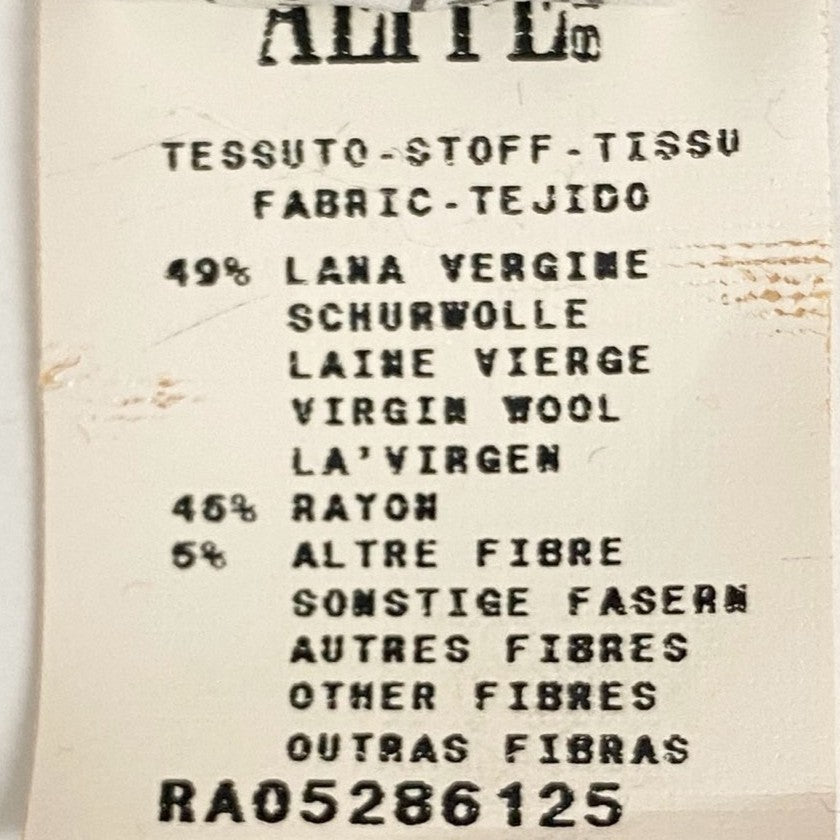 TESSUTO-STOFF-TISSU
FABRIC-TEJIDO
49% LANA VERGINE
SCHURWOLLE
LAINE VIERGE
VIRGIN WOOL
LA'VIRGEN
46% RAYON
5% ALTRE FIBRE
SONSTIGE FASERN
AUTRES FIBRES
OTHER FIBRES
OUTRAS FIBRAS
RA05286125